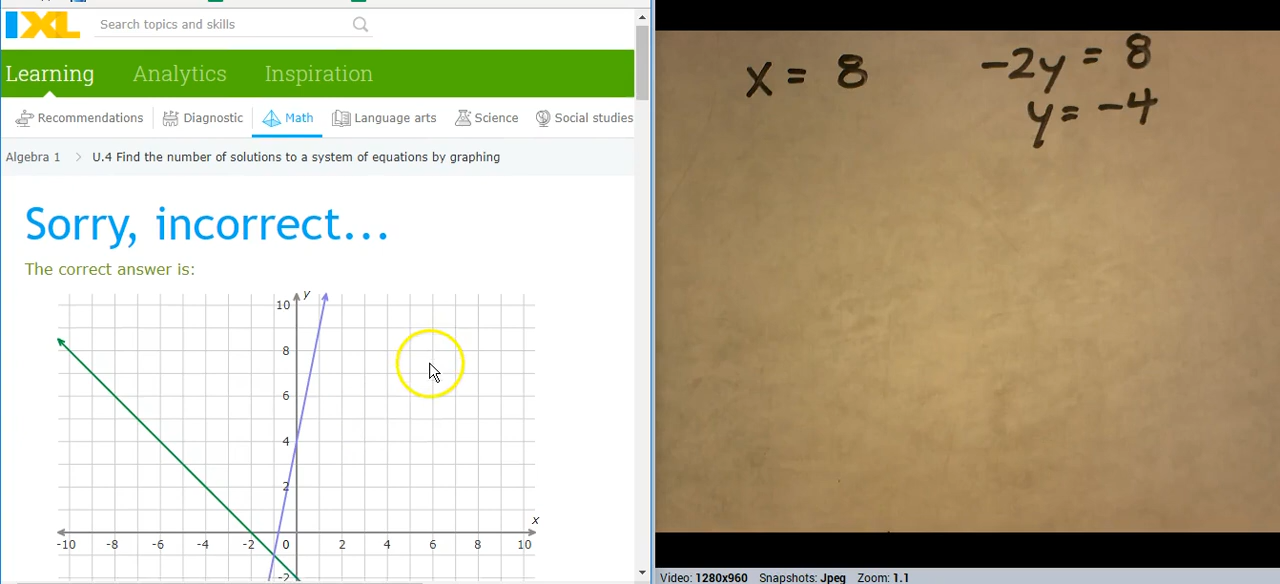 IXL
Search topics and skills
Learning Analytics Inspiration
Recommendations Diagnostic Math Language arts Science Social studies
Algebra 1 > U.4 Find the number of solutions to a system of equations by graphing
Sorry, incorrect...
The correct answer is:
y
10
8
6
4
2
x
-10 -8 -6 -4 -2 0 2 4 6 8 10
-2
x = 8
-2y = 8
y = -4
Video: 1280x960 Snapshots: Jpeg Zoom: 1.1